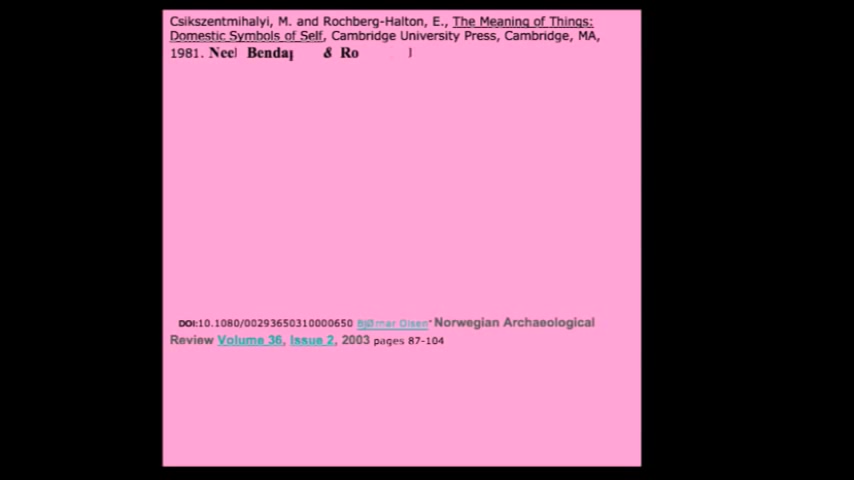 Csikszentmihalyi, M. and Rochberg-Halton, E., The Meaning of Things:
Domestic Symbols of Self, Cambridge University Press, Cambridge, MA,
1981. & Ro
DOI:10.1080/00293650310000650 Bjørnar Olsen Norwegian Archaeological
Review Volume 36, Issue 2, 2003 pages 87-104